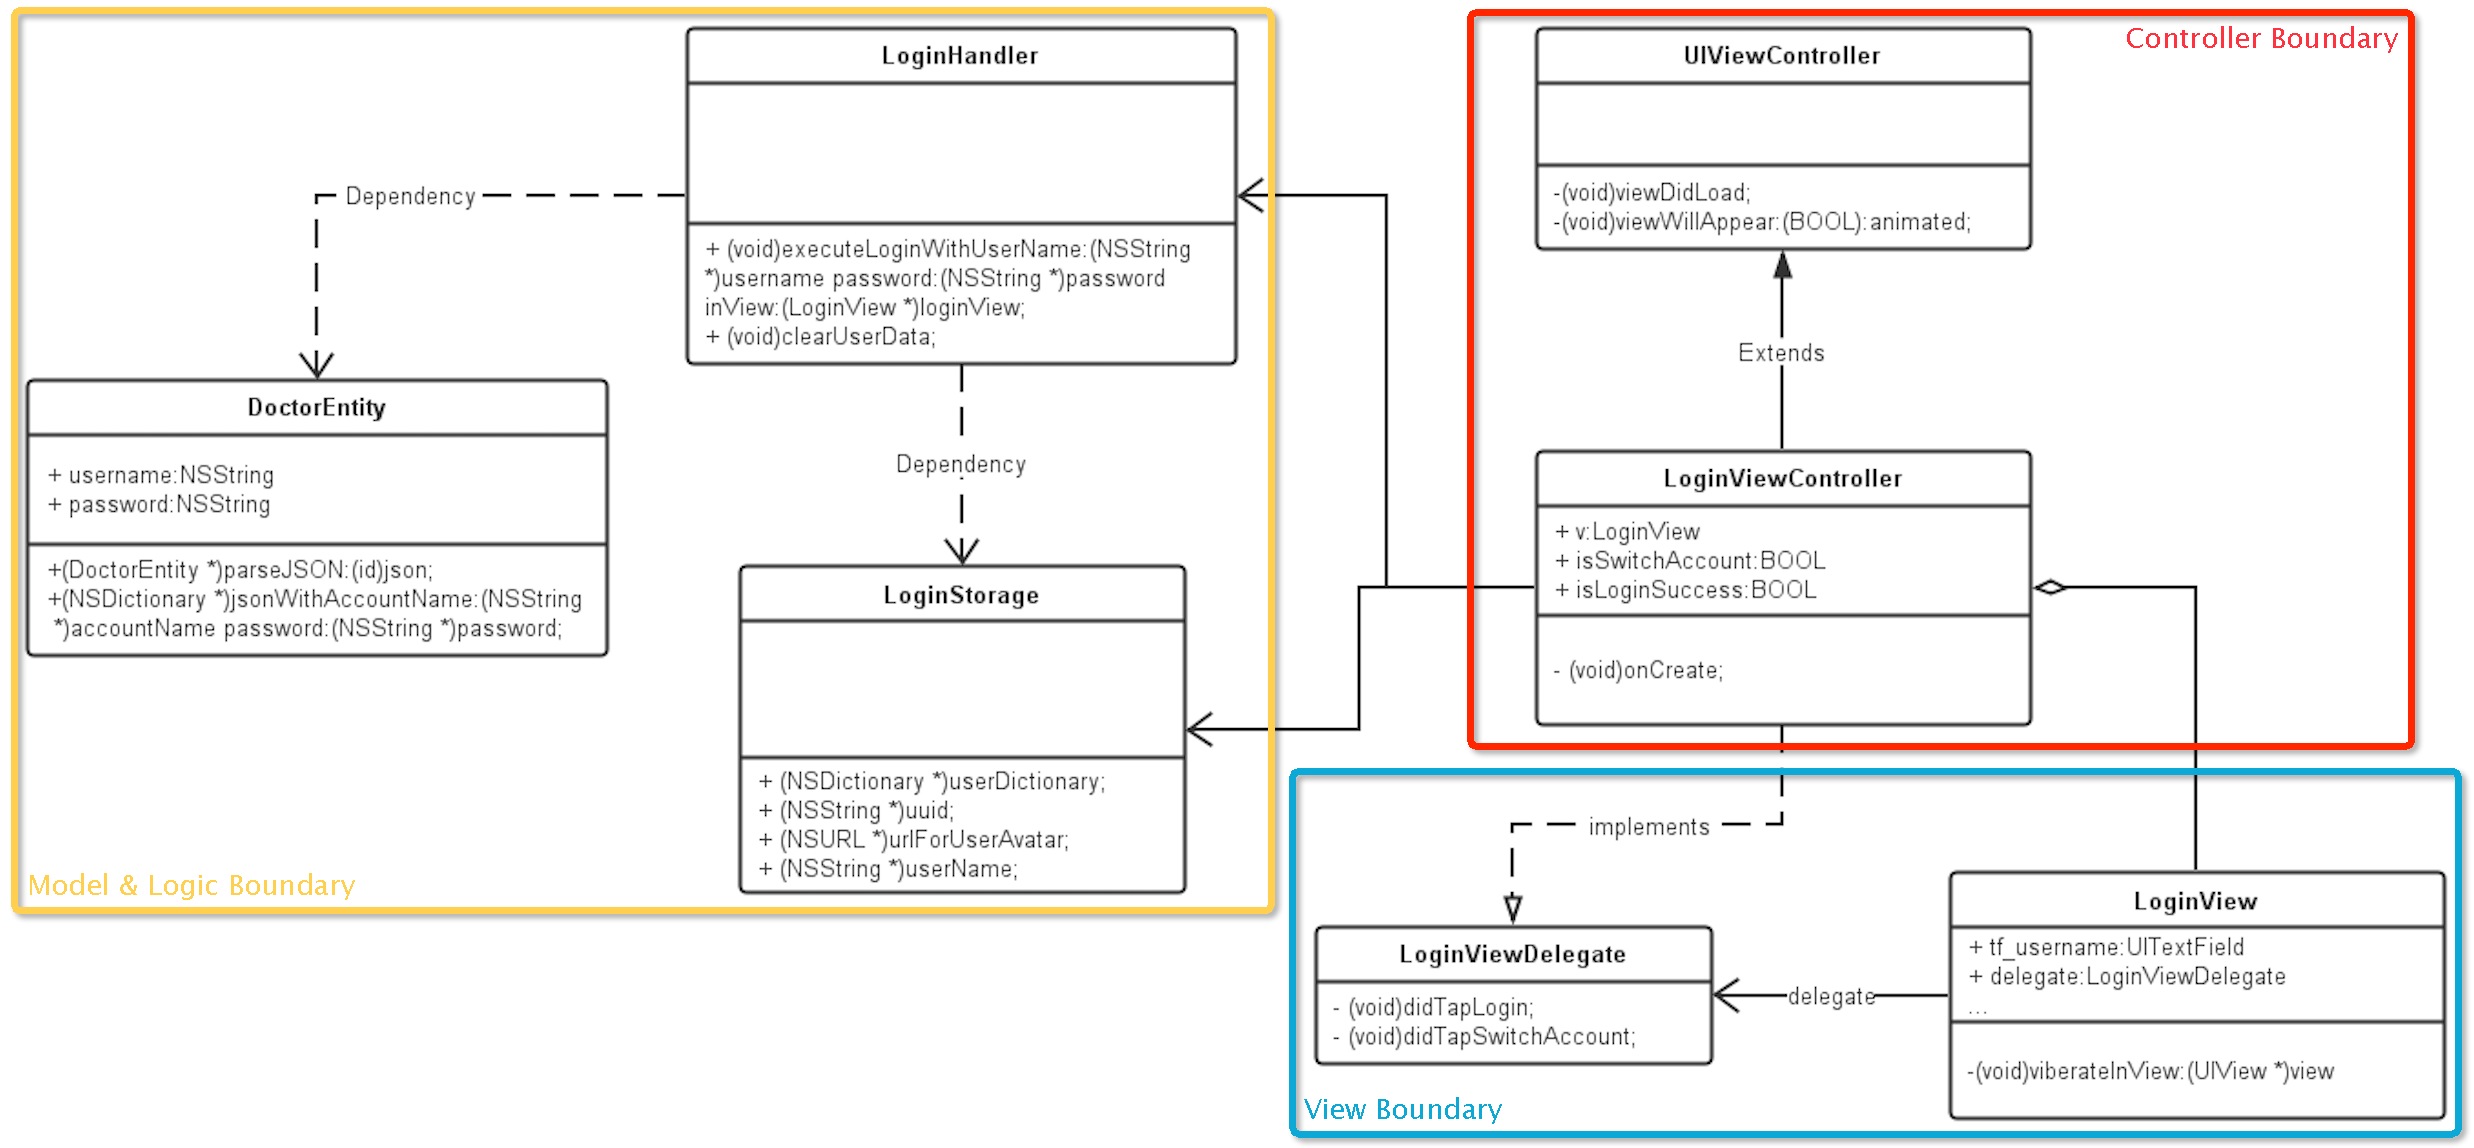 LoginHandler
+ (void)executeLoginWithUserName:(NSString
*)username password:(NSString *)password
inView:(LoginView *)loginView;
+ (void)clearUserData;
Dependency
DoctorEntity
+ username:NSString
+ password:NSString
+(DoctorEntity *)parseJSON:(id)json;
+(NSDictionary *)jsonWithAccountName:(NSString
*)accountName password:(NSString *)password;
Dependency
LoginStorage
+ (NSDictionary *)userDictionary;
+ (NSString *)uuid;
+ (NSURL *)urlForUserAvatar;
+ (NSString *)userName;
Model & Logic Boundary
Controller Boundary
UIViewController
-(void)viewDidLoad;
-(void)viewWillAppear:(BOOL):animated;
Extends
LoginViewController
+ v:LoginView
+ isSwitchAccount:BOOL
+ isLoginSuccess:BOOL
- (void)onCreate;
implements
LoginViewDelegate
- (void)didTapLogin;
- (void)didTapSwitchAccount;
delegate
LoginView
+ tf_username:UITextField
+ delegate:LoginViewDelegate
...
-(void)viberateInView:(UIView *)view
View Boundary